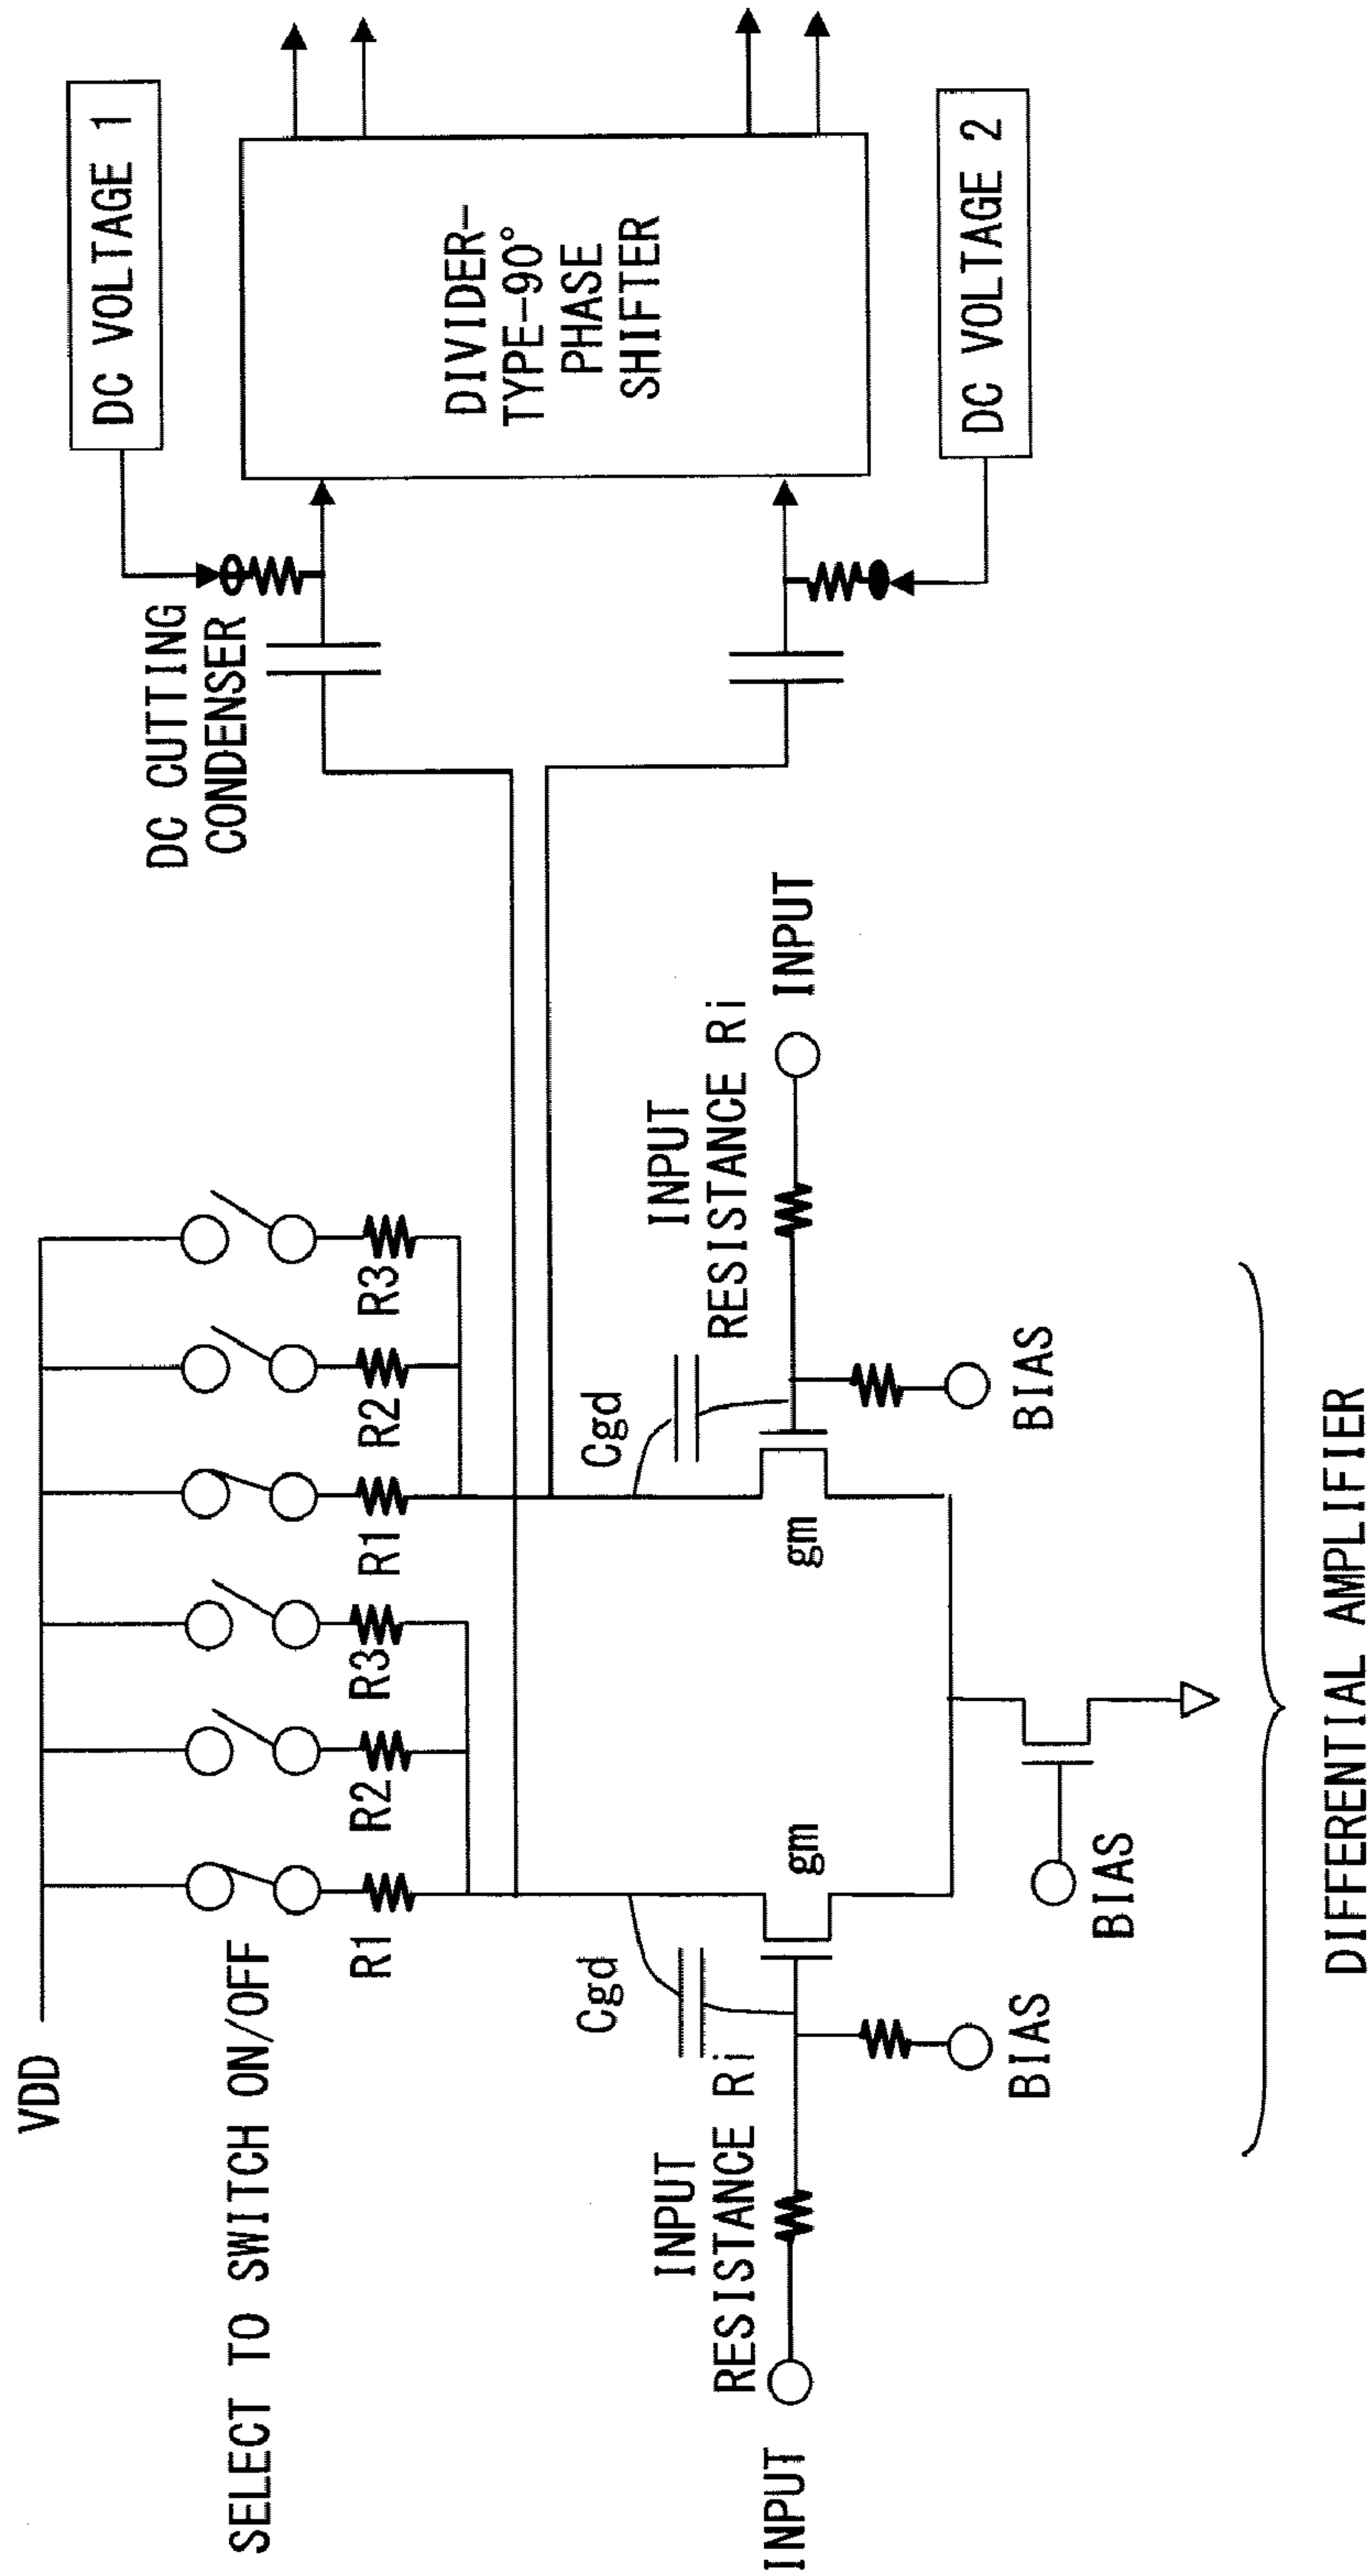 VDD
SELECT TO SWITCH ON/OFF
R1
R2
R3
R1
R2
R3
DC CUTTING
CONDENSER
DC VOLTAGE 1
DIVIDER-
TYPE-90°
PHASE
SHIFTER
DC VOLTAGE 2
Cgd
Cgd
INPUT
RESISTANCE Ri
INPUT
RESISTANCE Ri
INPUT
gm
gm
INPUT
BIAS
BIAS
BIAS
DIFFERENTIAL AMPLIFIER